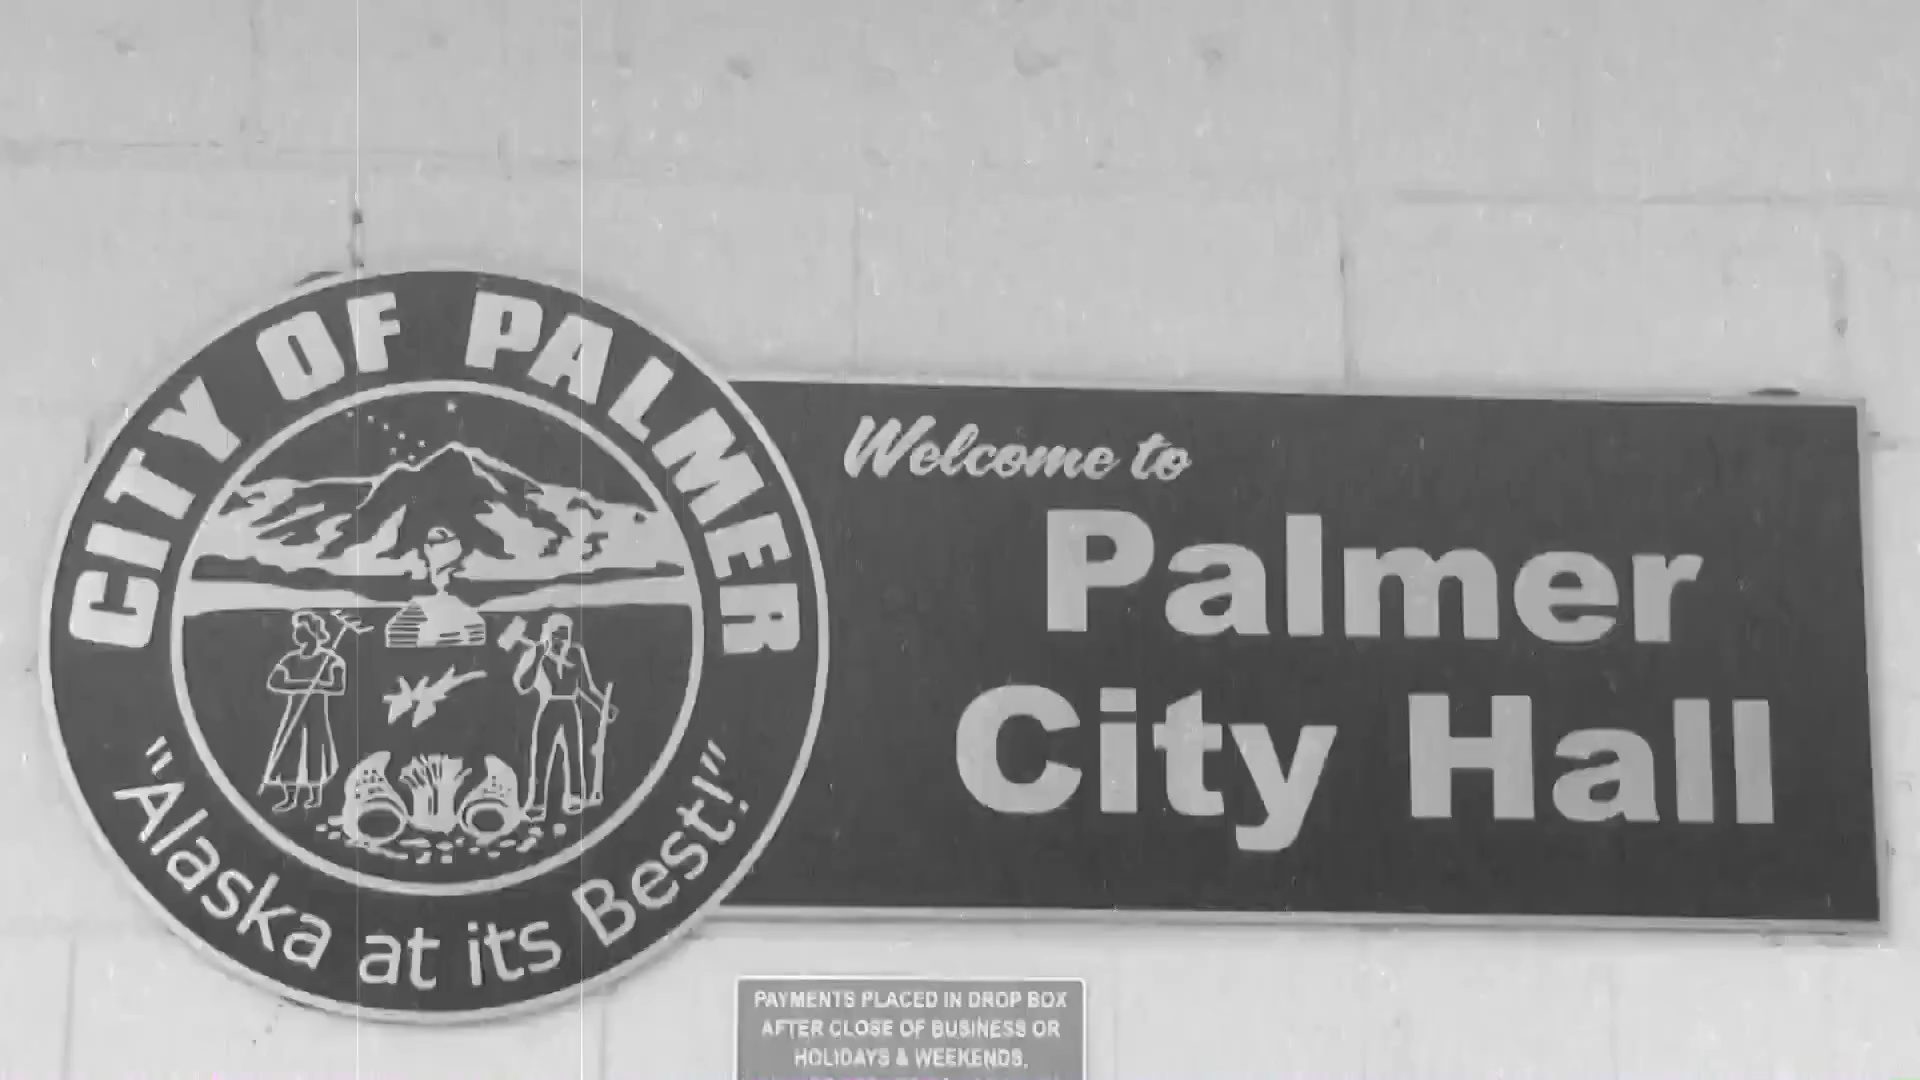 CITY OF PALMER
"Alaska at its Best!"
Welcome to
Palmer
City Hall
PAYMENTS PLACED IN DROP BOX
AFTER CLOSE OF BUSINESS OR
HOLIDAYS & WEEKENDS,